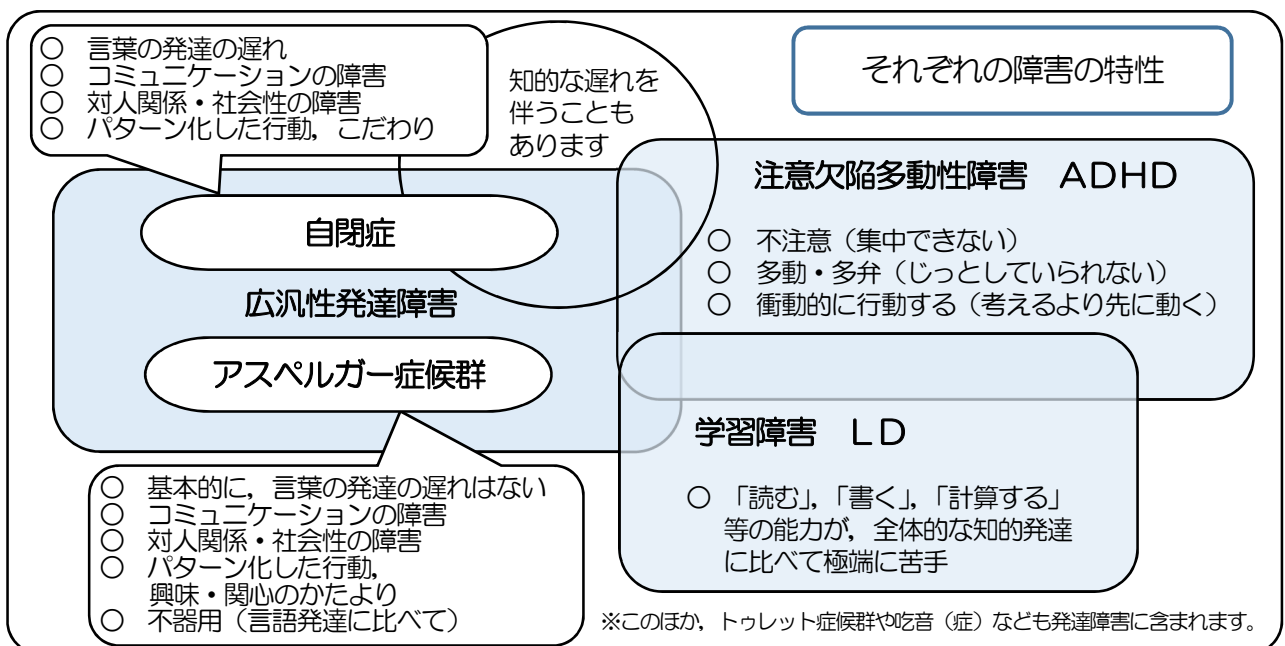 それぞれの障害の特性
○ 言葉の発達の遅れ
○ コミュニケーションの障害
○ 対人関係・社会性の障害
○ パターン化した行動，こだわり
知的な遅れを
伴うことも
あります
自閉症
広汎性発達障害
アスペルガー症候群
○ 基本的に，言葉の発達の遅れはない
○ コミュニケーションの障害
○ 対人関係・社会性の障害
○ パターン化した行動，
興味・関心のかたより
○ 不器用（言語発達に比べて）
注意欠陥多動性障害　ＡＤＨＤ
○ 不注意（集中できない）
○ 多動・多弁（じっとしていられない）
○ 衝動的に行動する（考えるより先に動く）
学習障害　ＬＤ
○ 「読む」，「書く」，「計算する」
等の能力が，全体的な知的発達
に比べて極端に苦手
※このほか，トゥレット症候群や吃音（症）なども発達障害に含まれます。